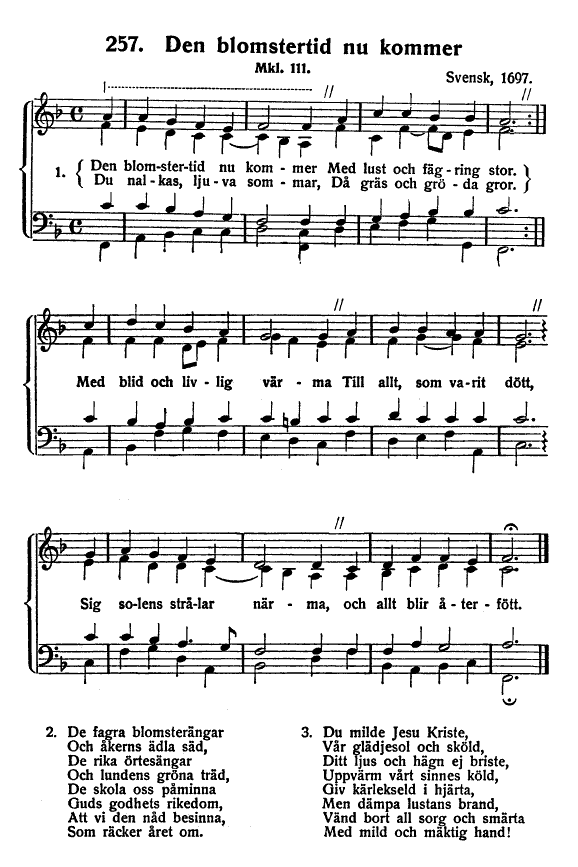 257. Den blomstertid nu kommer
Mkl. 111.
Svensk, 1697.
1. Den blom-ster-tid nu kom - mer Med lust och fäg - ring stor.
Du nal - kas, lju - va som - mar, Då gräs och grö - da gror.
Med blid och liv - lig vär - ma Till allt, som va-rit dött,
Sig so-lens strå-lar när - ma, och allt blir å - ter - fött.
2. De fagra blomsterängar
Och åkerns ädla säd,
De rika örtesängar
Och lundens gröna träd,
De skola oss påminna
Guds godhets rikedom,
Att vi den nåd besinna,
Som räcker året om.
3. Du milde Jesu Kriste,
Vår glädjesol och sköld,
Ditt ljus och hägn ej briste,
Uppvärm vårt sinnes köld,
Giv kärlekseld i hjärta,
Men dämpa lustans brand,
Vänd bort all sorg och smärta
Med mild och mäktig hand!